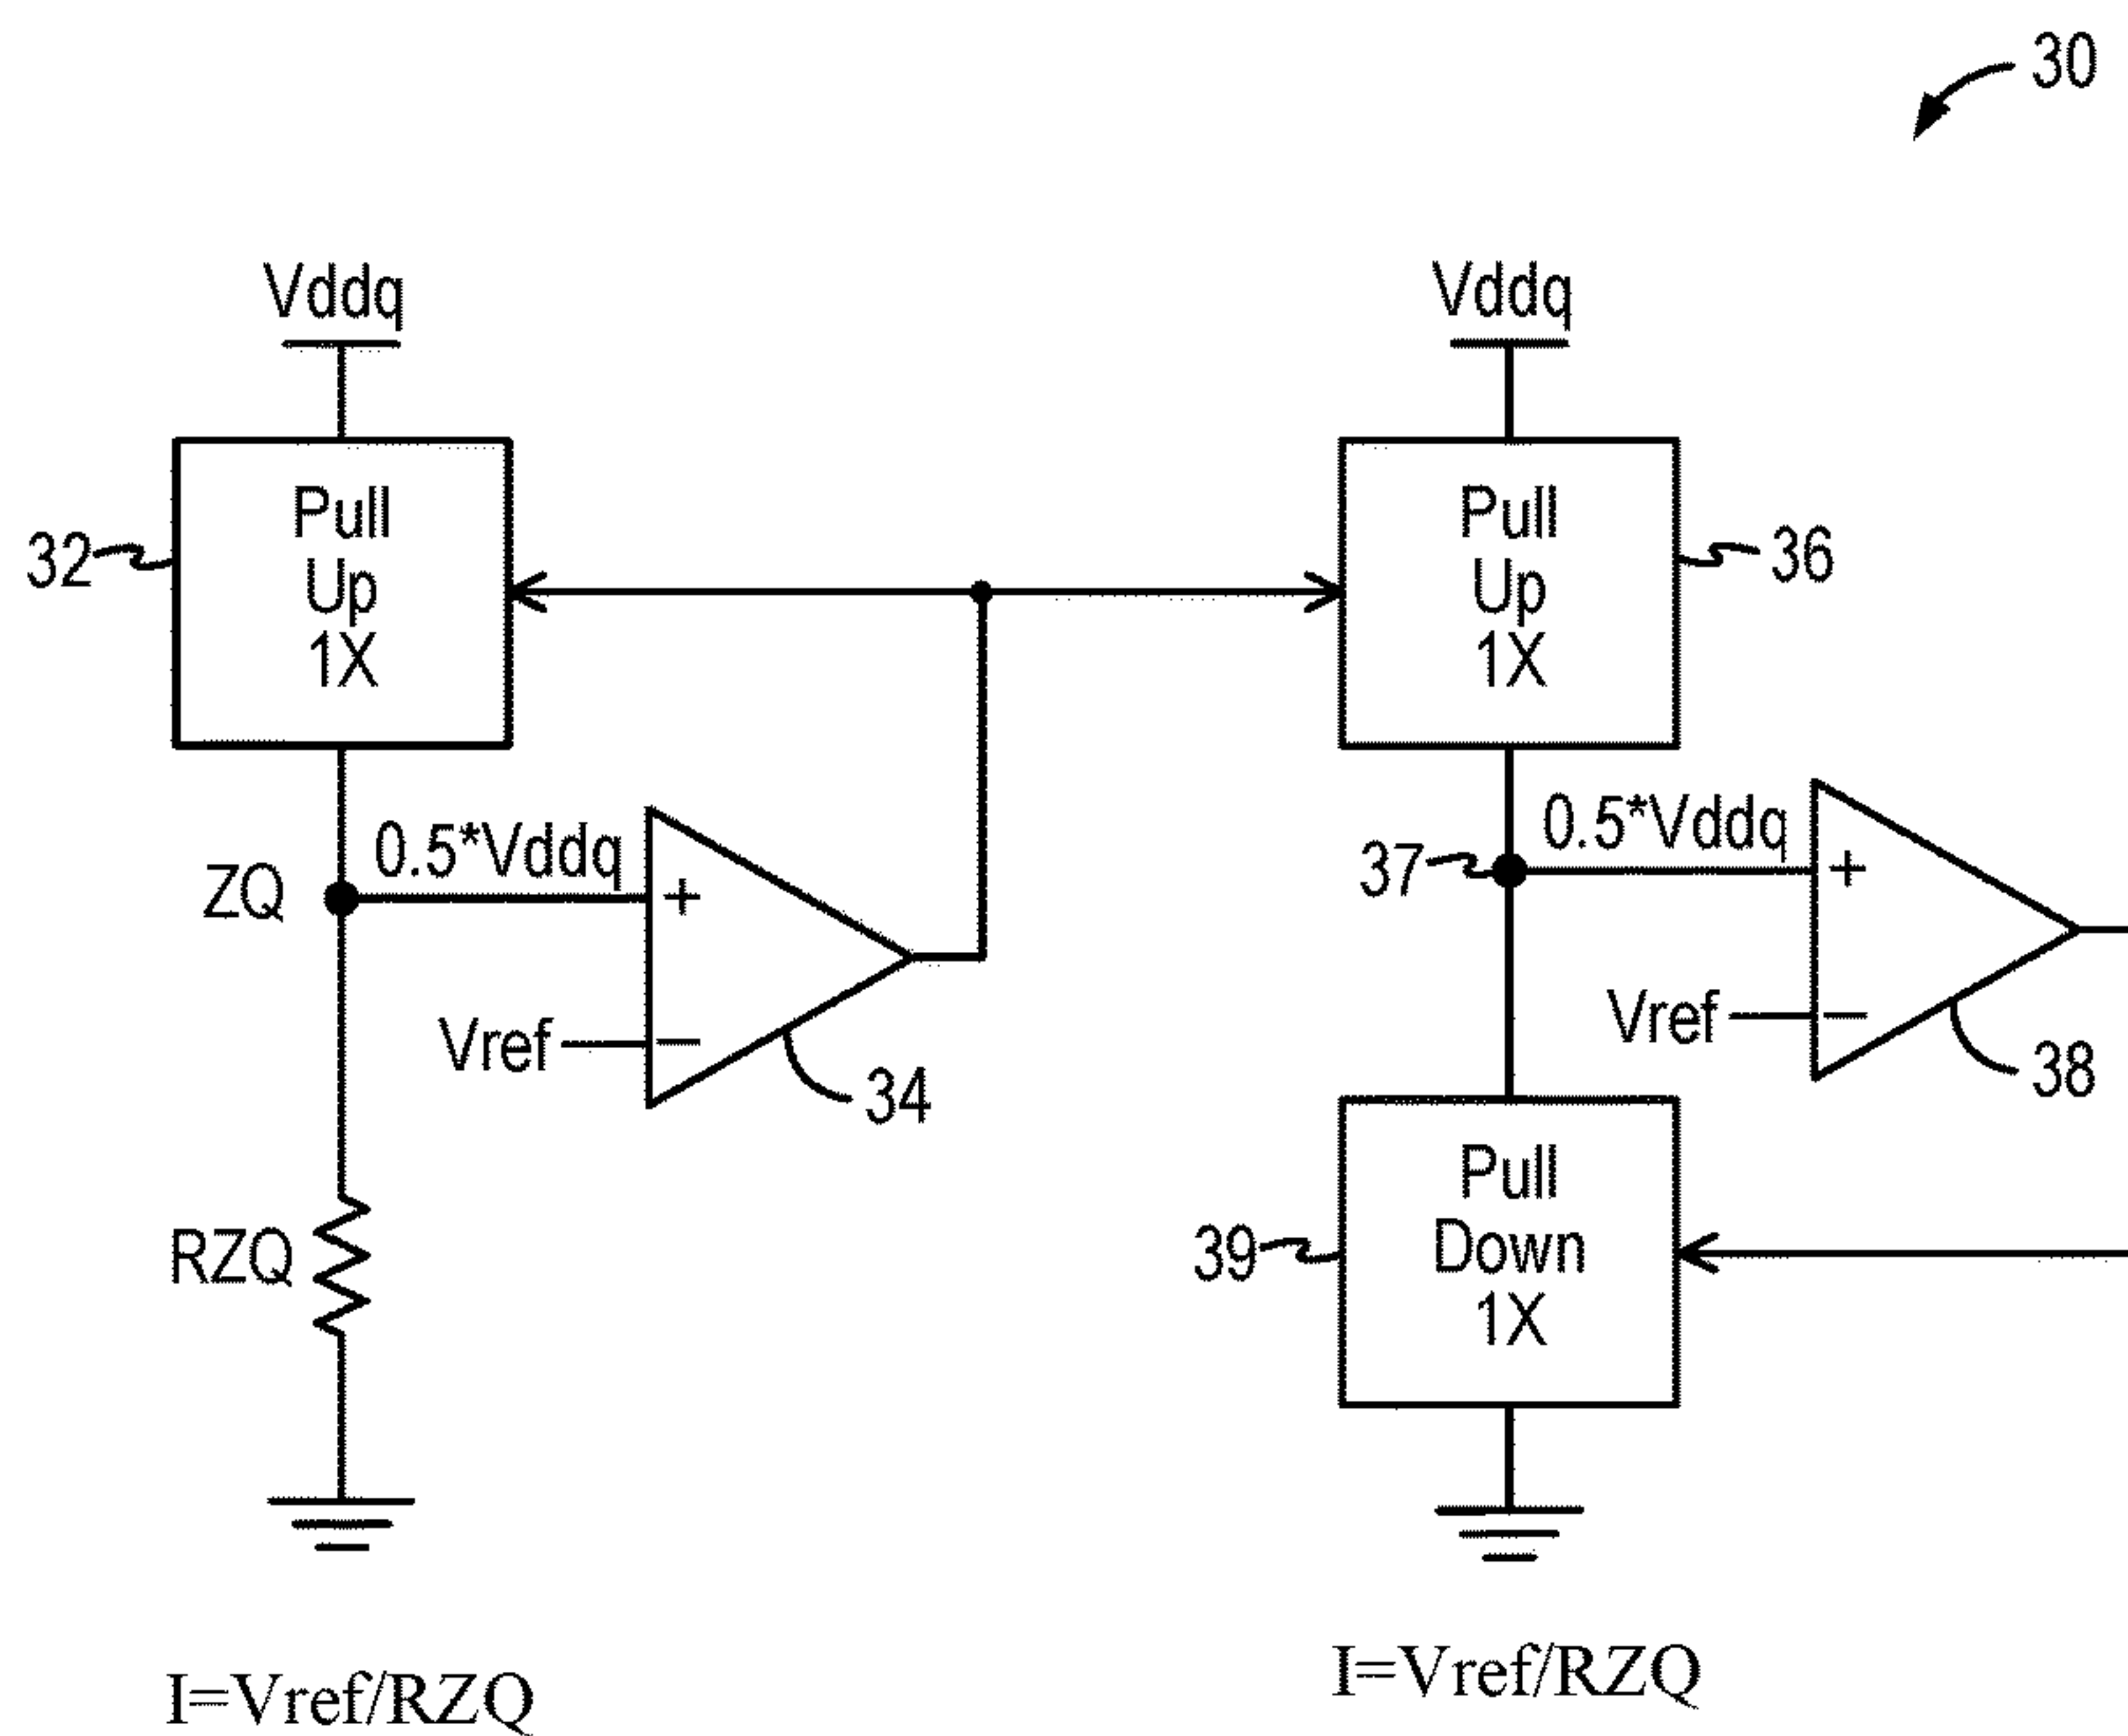 30
Vddq
Vddq
Pull
Up
1X
32
Pull
Up
1X
36
0.5*Vddq
ZQ
+
Vref
−
34
0.5*Vddq
37
+
Vref
−
38
RZQ
Pull
Down
1X
39
I=Vref/RZQ
I=Vref/RZQ